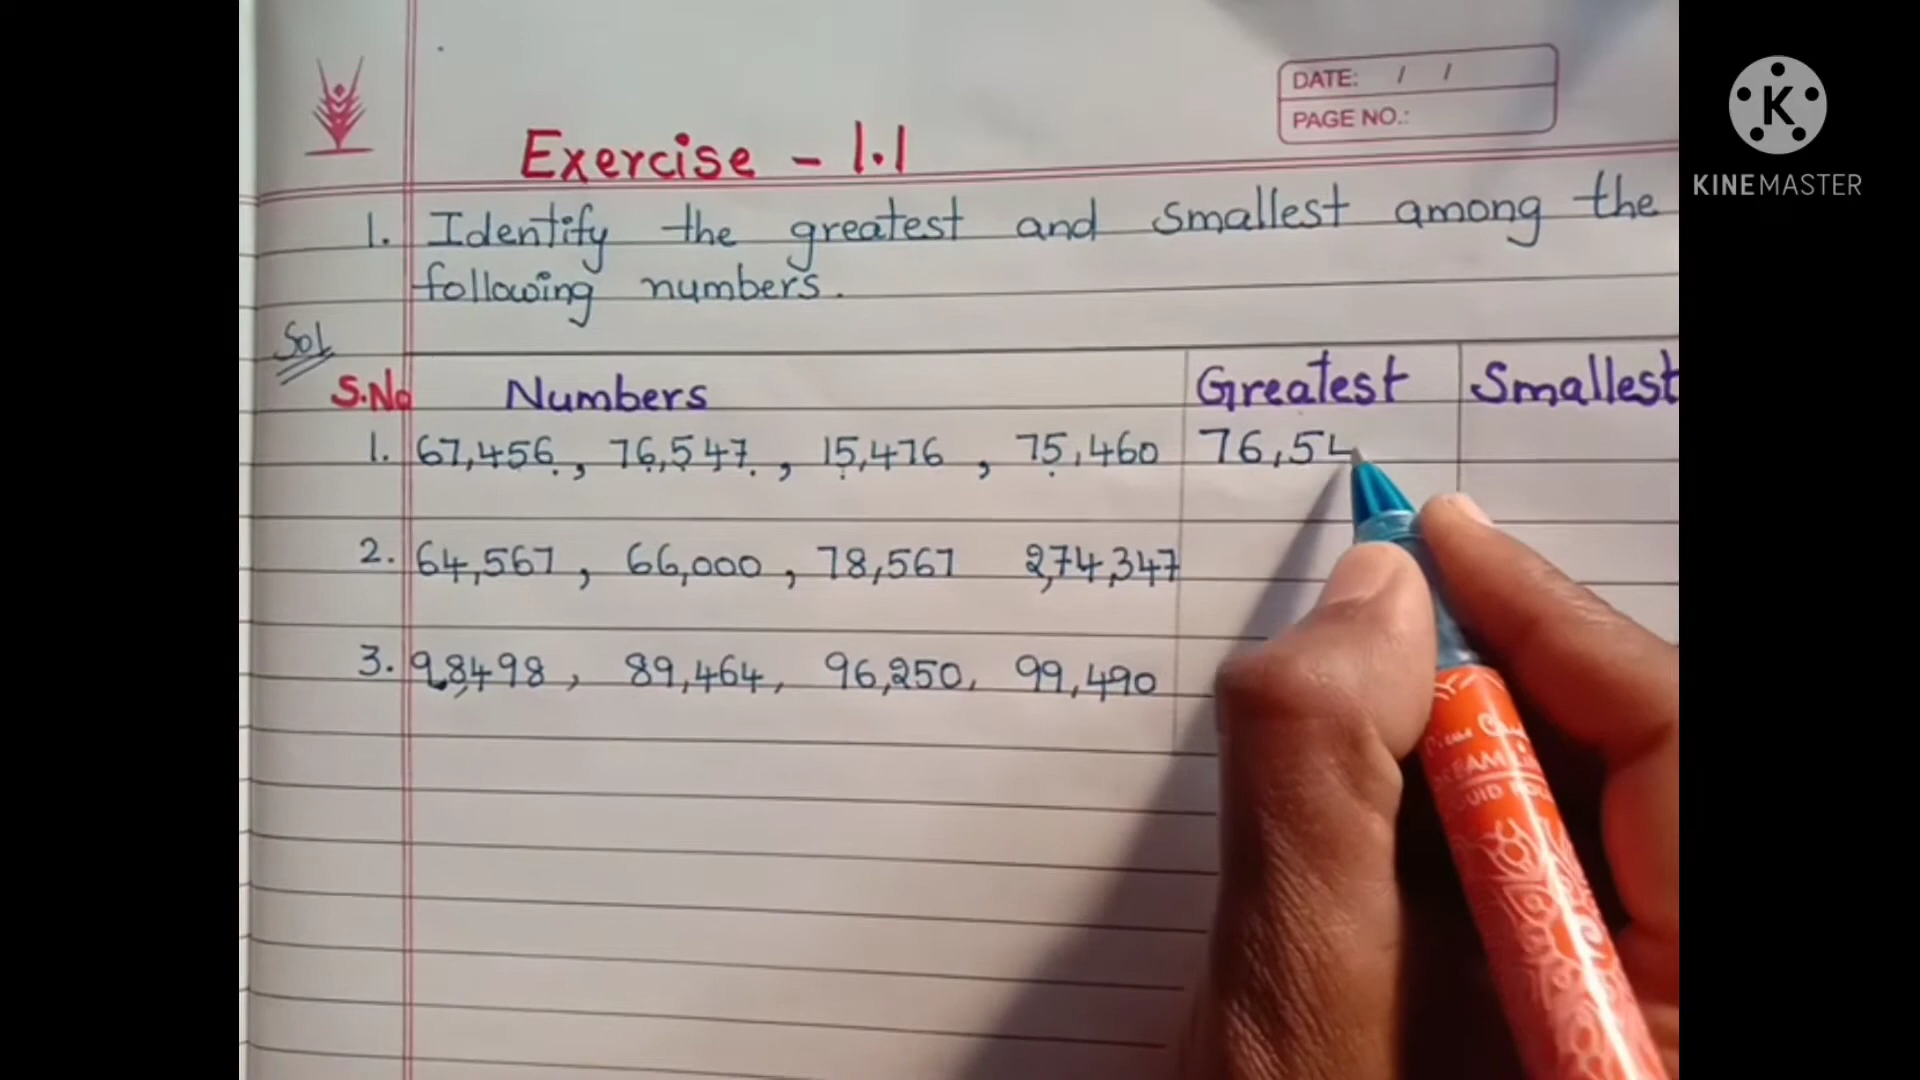 DATE: / /
PAGE NO.:
KINEMASTER
Exercise - 1.1
1. Identify the greatest and smallest among the
following numbers.
Sol
S.No Numbers Greatest Smallest
1. 67,456, 76,547, 15,476, 75,460 76,54
2. 64,567, 66,000, 78,567 2,74,347
3. 98,498, 89,464, 96,250, 99,490